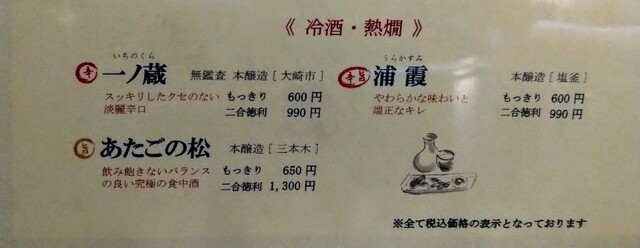 《 冷酒・熱燗 》
いちのくら
辛 一ノ蔵 無鑑査 本醸造 [ 大崎市 ]
スッキリしたクセのない
淡麗辛口
もっきり 600 円
二合徳利 990 円
うらかすみ
辛 浦霞 本醸造 [ 塩釜 ]
やわらかな味わいと
端正なキレ
もっきり 600 円
二合徳利 990 円
あたごの松 本醸造 [ 三本木 ]
飲み飽きないバランス
の良い究極の食中酒
もっきり 650 円
二合徳利 1,300 円
※全て税込価格の表示となっております